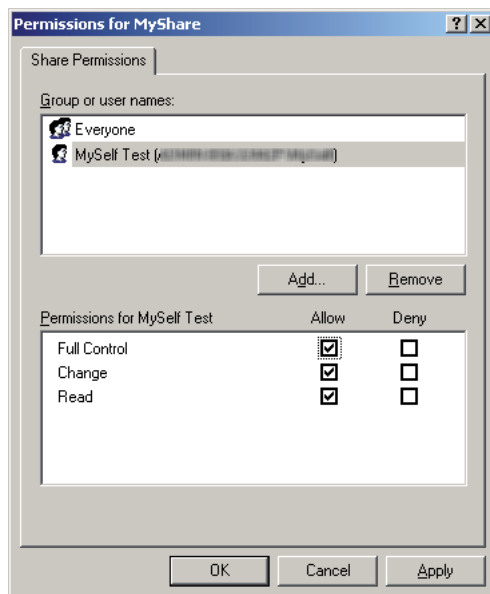 Permissions for MyShare
Share Permissions
Group or user names:
Everyone
MySelf Test (
Add... Remove
Permissions for MySelf Test Allow Deny
Full Control
Change
Read
OK Cancel Apply